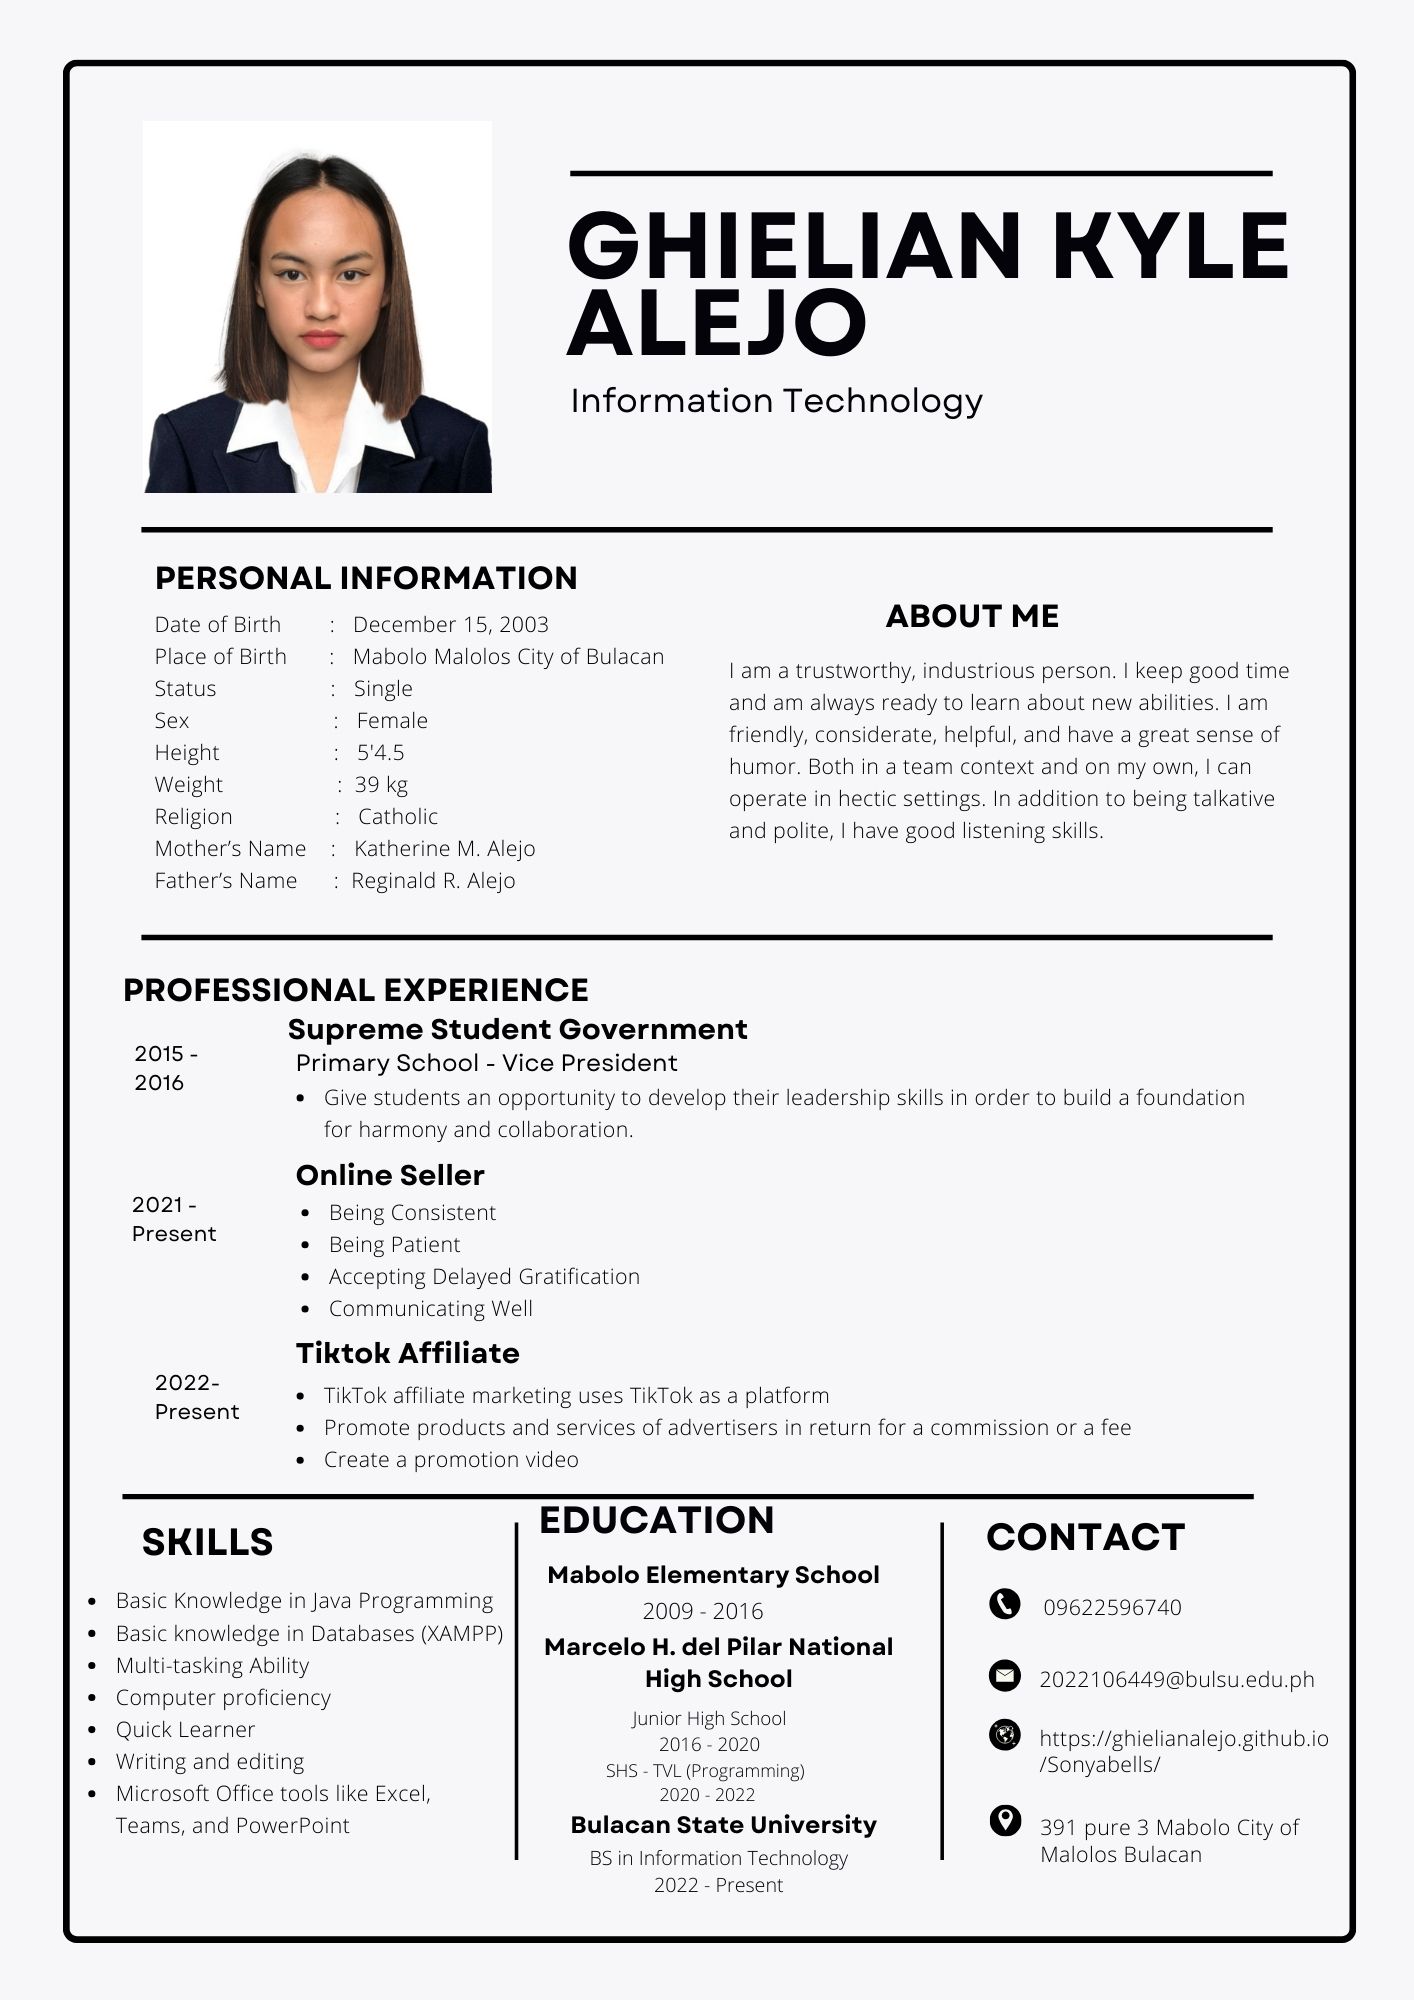 GHIELIAN KYLE
ALEJO
Information Technology
PERSONAL INFORMATION
Date of Birth : December 15, 2003
Place of Birth : Mabolo Malolos City of Bulacan
Status : Single
Sex : Female
Height : 5'4.5
Weight : 39 kg
Religion : Catholic
Mother’s Name : Katherine M. Alejo
Father’s Name : Reginald R. Alejo
ABOUT ME
I am a trustworthy, industrious person. I keep good time
and am always ready to learn about new abilities. I am
friendly, considerate, helpful, and have a great sense of
humor. Both in a team context and on my own, I can
operate in hectic settings. In addition to being talkative
and polite, I have good listening skills.
PROFESSIONAL EXPERIENCE
2015 -
2016
Supreme Student Government
Primary School - Vice President
• Give students an opportunity to develop their leadership skills in order to build a foundation
for harmony and collaboration.
2021 -
Present
Online Seller
• Being Consistent
• Being Patient
• Accepting Delayed Gratification
• Communicating Well
2022-
Present
Tiktok Affiliate
• TikTok affiliate marketing uses TikTok as a platform
• Promote products and services of advertisers in return for a commission or a fee
• Create a promotion video
SKILLS
• Basic Knowledge in Java Programming
• Basic knowledge in Databases (XAMPP)
• Multi-tasking Ability
• Computer proficiency
• Quick Learner
• Writing and editing
• Microsoft Office tools like Excel,
Teams, and PowerPoint
EDUCATION
Mabolo Elementary School
2009 - 2016
Marcelo H. del Pilar National
High School
Junior High School
2016 - 2020
SHS - TVL (Programming)
2020 - 2022
Bulacan State University
BS in Information Technology
2022 - Present
CONTACT
09622596740
2022106449@bulsu.edu.ph
https://ghielianalejo.github.io
/Sonyabells/
391 pure 3 Mabolo City of
Malolos Bulacan